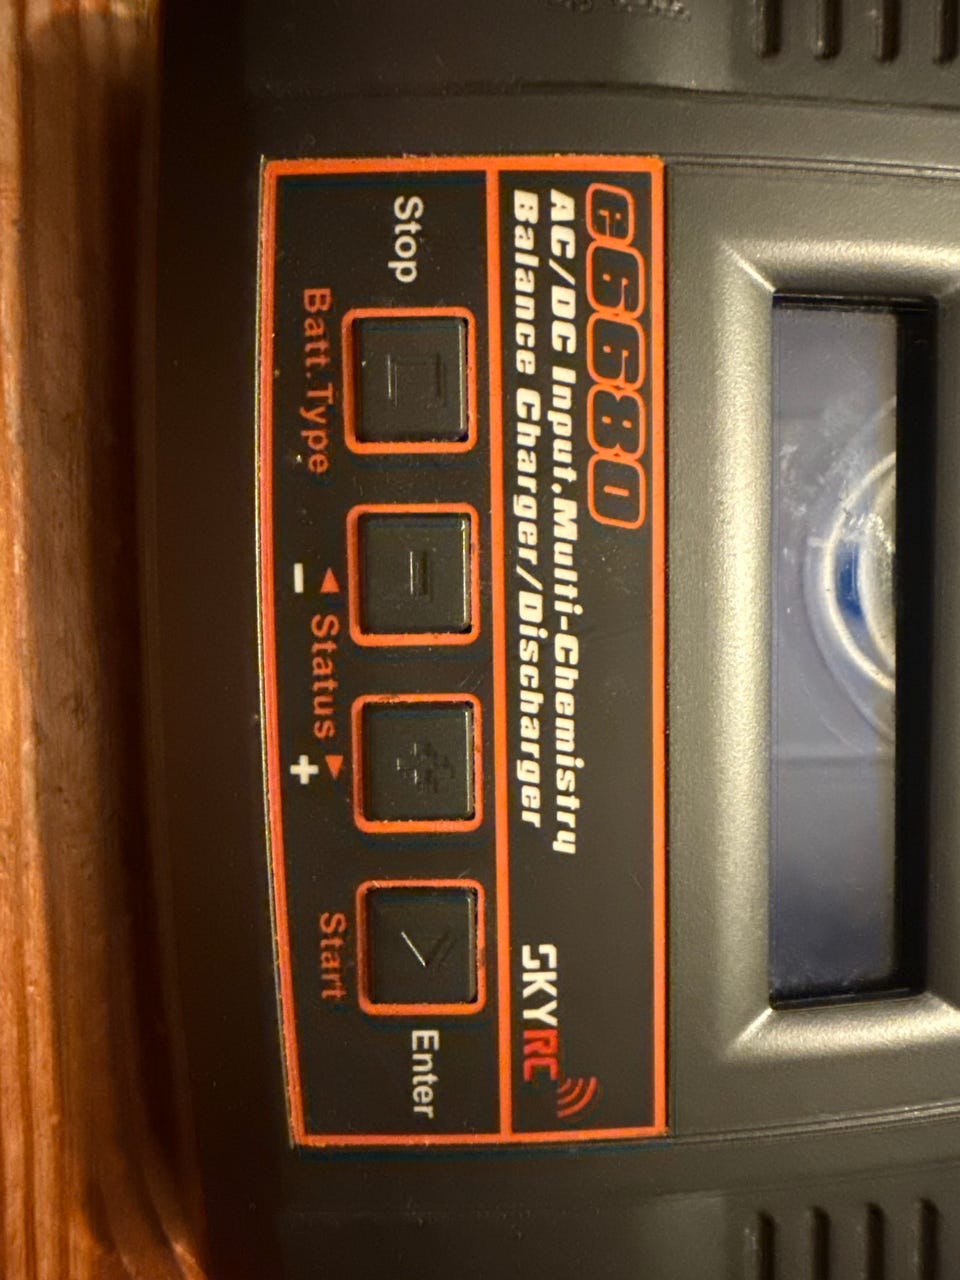 e6680
AC/DC Input,Multi-Chemistry
Balance Charger/Discharger
SKYRC
Stop
Enter
Batt.Type
◄ Status ►
- +
Start